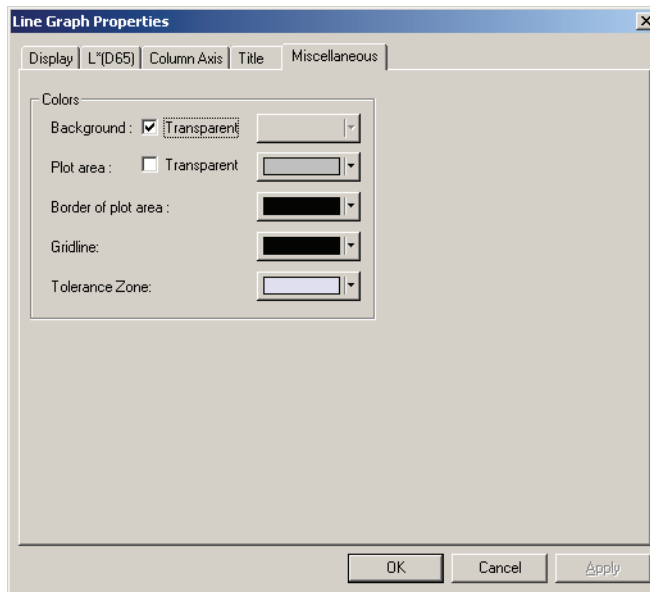 Line Graph Properties
Display L*(D65) Column Axis Title Miscellaneous
Colors
Background : Transparent
Plot area : Transparent
Border of plot area :
Gridline:
Tolerance Zone:
OK Cancel Apply